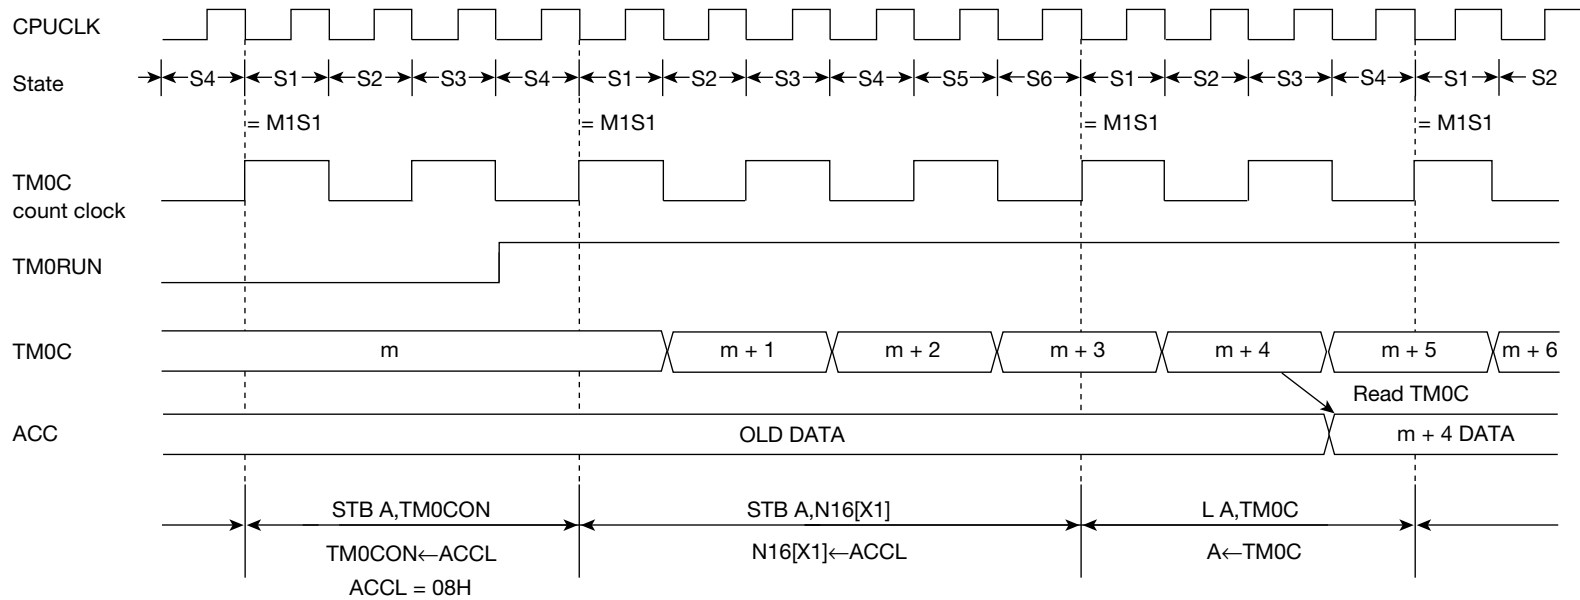 CPUCLK
State S4 S1 S2 S3 S4 S1 S2 S3 S4 S5 S6 S1 S2 S3 S4 S1 S2
= M1S1 = M1S1 = M1S1 = M1S1
TM0C
count clock
TM0RUN
TM0C m m + 1 m + 2 m + 3 m + 4 m + 5 m + 6
Read TM0C
ACC OLD DATA m + 4 DATA
STB A,TM0CON STB A,N16[X1] L A,TM0C
TM0CON←ACCL N16[X1]←ACCL A←TM0C
ACCL = 08H